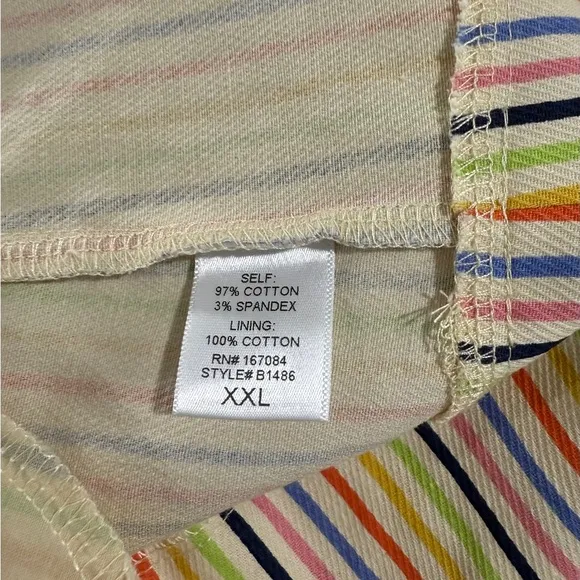 SELF:
97% COTTON
3% SPANDEX
LINING:
100% COTTON
RN# 167084
STYLE# B1486
XXL